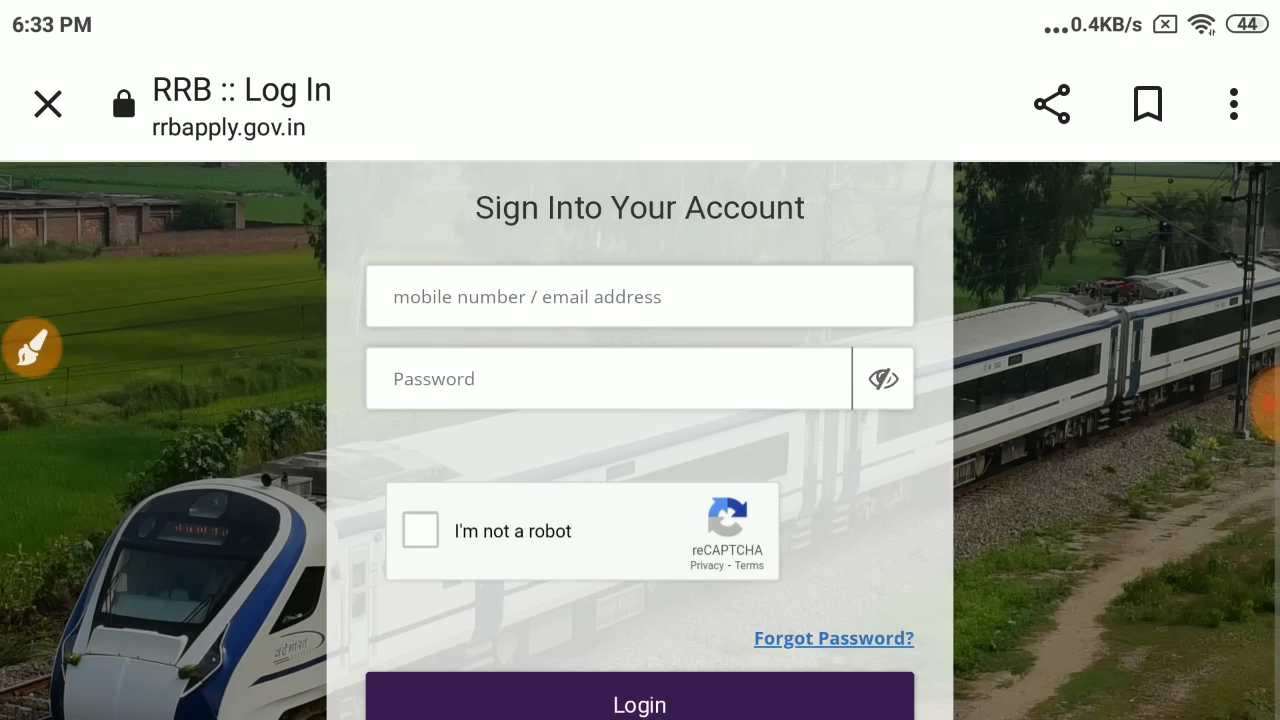 6:33 PM
0.4KB/s
44
RRB :: Log In
rrbapply.gov.in
Sign Into Your Account
mobile number / email address
Password
I'm not a robot
reCAPTCHA
Privacy - Terms
Forgot Password?
Login